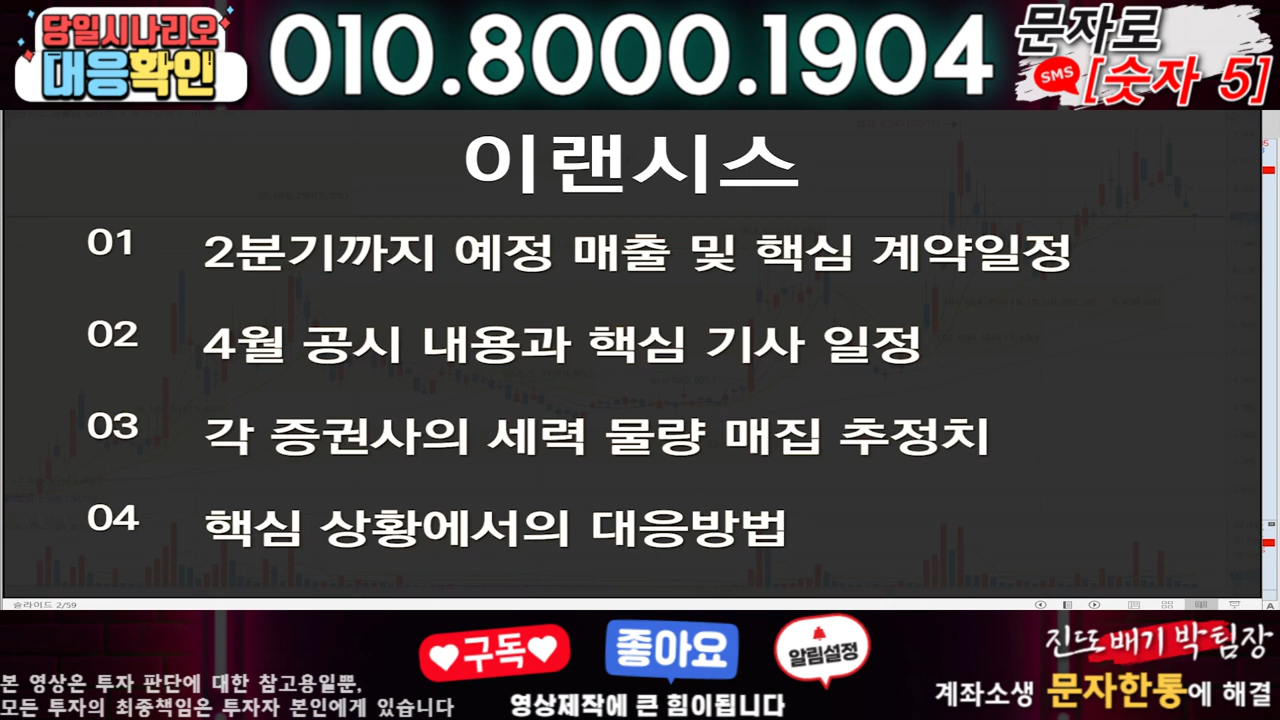 당일시나리오
대응확인
010.8000.1904
문자로
SMS
[숫자 5]
이랜시스
01 2분기까지 예정 매출 및 핵심 계약일정
02 4월 공시 내용과 핵심 기사 일정
03 각 증권사의 세력 물량 매집 추정치
04 핵심 상황에서의 대응방법
슬라이드 2/59
구독
좋아요
알림설정
영상제작에 큰 힘이됩니다
본 영상은 투자 판단에 대한 참고용일뿐,
모든 투자의 최종책임은 투자자 본인에게 있습니다
진또배기 박팀장
계좌소생 문자한통에 해결